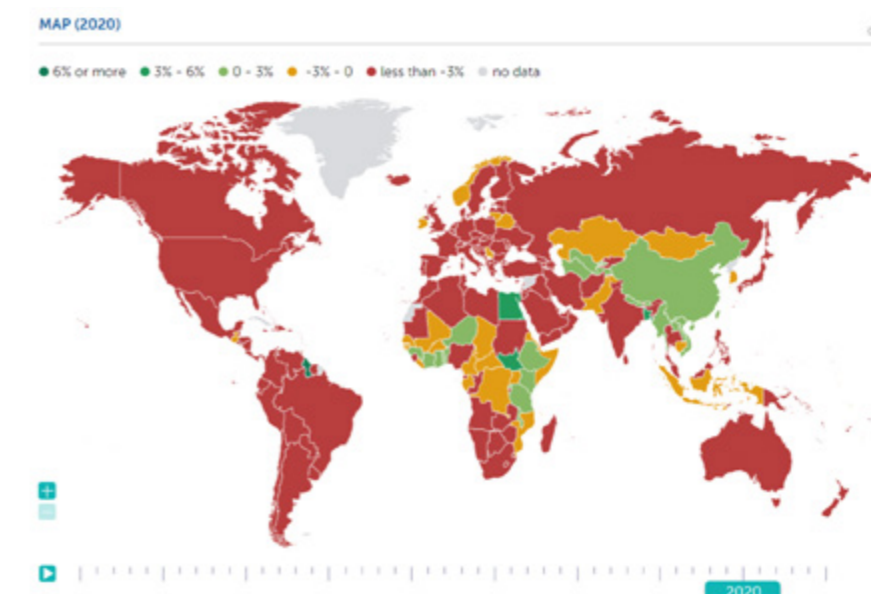 MAP (2020)
6% or more 3% - 6% 0 - 3% -3% - 0 less than -3% no data
+
2020